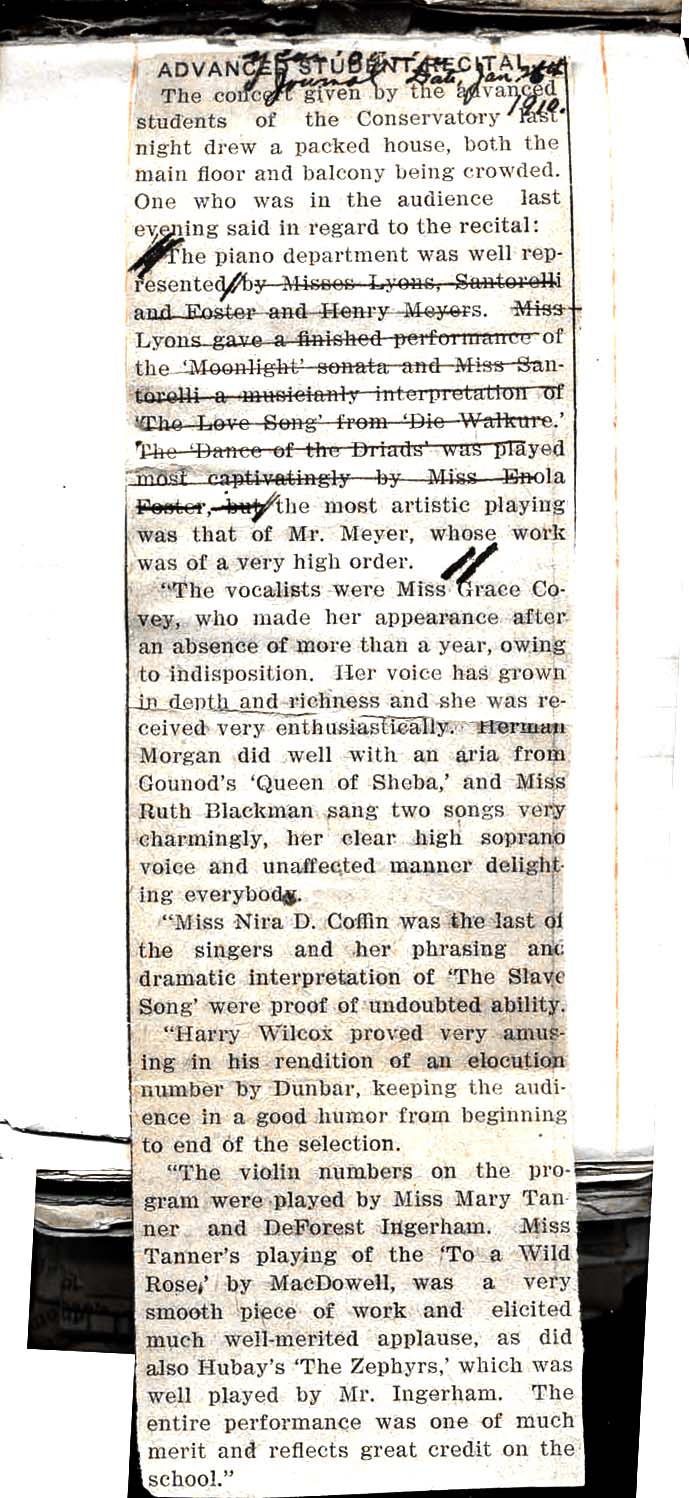 ADVANCED STUDENT RECITAL
Journal Date, Jan. 26th
1910.
The concert given by the advanced
students of the Conservatory last
night drew a packed house, both the
main floor and balcony being crowded.
One who was in the audience last
evening said in regard to the recital:
The piano department was well rep-
resented by Misses Lyons, Santorelli
and Foster and Henry Meyers. Miss
Lyons gave a finished performance of
the ‘Moonlight’ sonata and Miss San-
torelli a musicianly interpretation of
‘The Love Song’ from ‘Die Walkure.’
The ‘Dance of the Driads’ was played
most captivatingly by Miss Enola
Foster, but the most artistic playing
was that of Mr. Meyer, whose work
was of a very high order.
“The vocalists were Miss Grace Co-
vey, who made her appearance after
an absence of more than a year, owing
to indisposition. Her voice has grown
in depth and richness and she was re-
ceived very enthusiastically. Herman
Morgan did well with an aria from
Gounod’s ‘Queen of Sheba,’ and Miss
Ruth Blackman sang two songs very
charmingly, her clear high soprano
voice and unaffected manner delight-
ing everybody.
“Miss Nira D. Coffin was the last of
the singers and her phrasing and
dramatic interpretation of ‘The Slave
Song’ were proof of undoubted ability.
“Harry Wilcox proved very amus-
ing in his rendition of an elocution
number by Dunbar, keeping the audi-
ence in a good humor from beginning
to end of the selection.
“The violin numbers on the pro-
gram were played by Miss Mary Tan-
ner and DeForest Ingerham. Miss
Tanner’s playing of the ‘To a Wild
Rose,’ by MacDowell, was a very
smooth piece of work and elicited
much well-merited applause, as did
also Hubay’s ‘The Zephyrs,’ which was
well played by Mr. Ingerham. The
entire performance was one of much
merit and reflects great credit on the
school.”